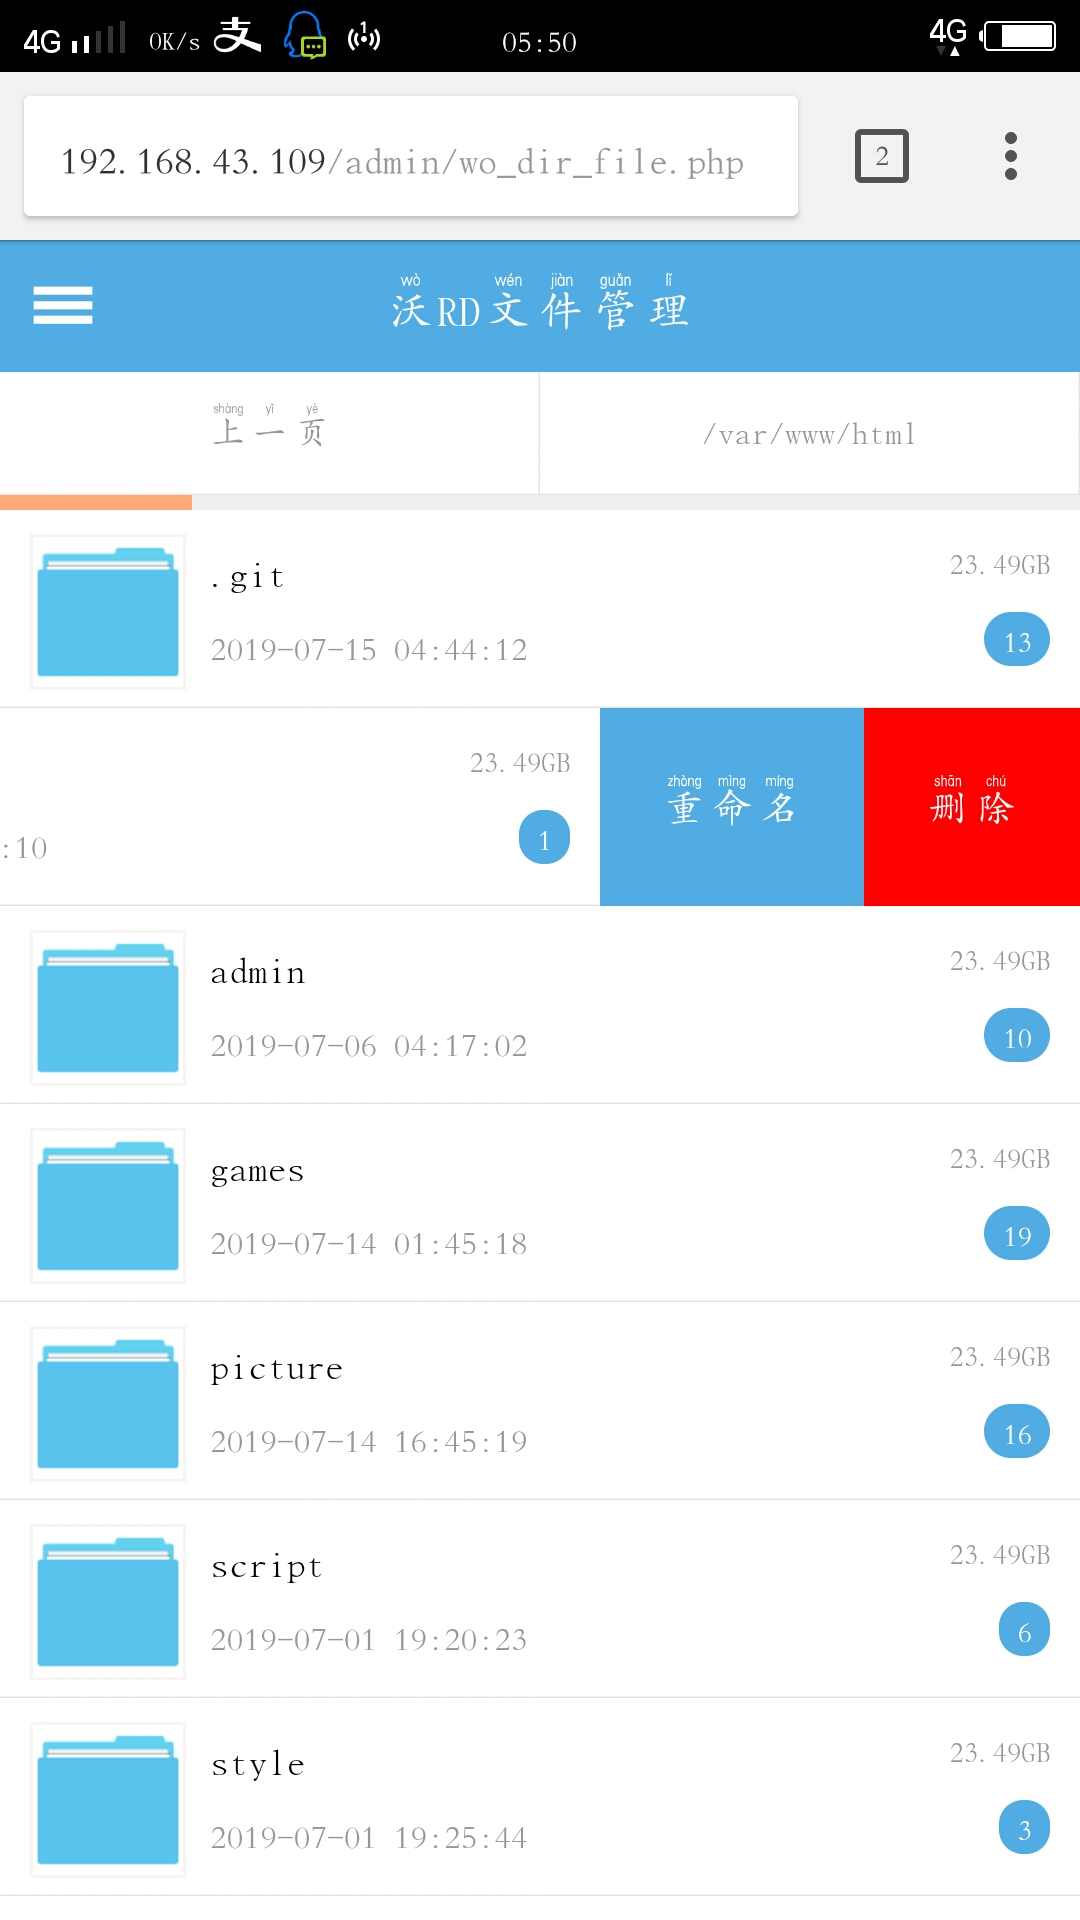 4G 0K/s 支 1 05:50 4G
192.168.43.109/admin/wo_dir_file.php 2
wò wén jiàn guǎn lǐ
沃RD文件管理
shàng yī yè
上一页
/var/www/html
.git 23.49GB
2019-07-15 04:44:12 13
23.49GB
:10 1
zhòng mìng míng
重命名
shān chú
删除
admin 23.49GB
2019-07-06 04:17:02 10
games 23.49GB
2019-07-14 01:45:18 19
picture 23.49GB
2019-07-14 16:45:19 16
script 23.49GB
2019-07-01 19:20:23 6
style 23.49GB
2019-07-01 19:25:44 3